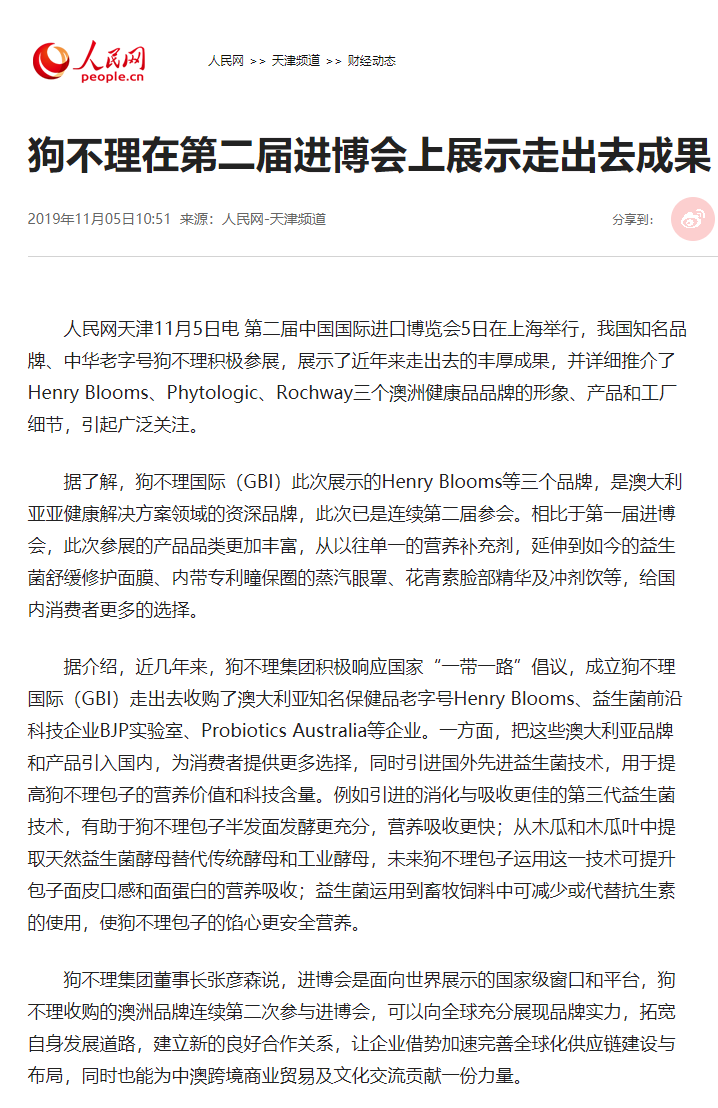 人民网
people.cn
人民网 >> 天津频道 >> 财经动态
狗不理在第二届进博会上展示走出去成果
2019年11月05日10:51 来源：人民网-天津频道
分享到：
人民网天津11月5日电 第二届中国国际进口博览会5日在上海举行，我国知名品
牌、中华老字号狗不理积极参展，展示了近年来走出去的丰厚成果，并详细推介了
Henry Blooms、Phytologic、Rochway三个澳洲健康品品牌的形象、产品和工厂
细节，引起广泛关注。
据了解，狗不理国际（GBI）此次展示的Henry Blooms等三个品牌，是澳大利
亚亚健康解决方案领域的资深品牌，此次已是连续第二届参会。相比于第一届进博
会，此次参展的产品品类更加丰富，从以往单一的营养补充剂，延伸到如今的益生
菌舒缓修护面膜、内带专利瞳保圈的蒸汽眼罩、花青素脸部精华及冲剂饮等，给国
内消费者更多的选择。
据介绍，近几年来，狗不理集团积极响应国家“一带一路”倡议，成立狗不理
国际（GBI）走出去收购了澳大利亚知名保健品老字号Henry Blooms、益生菌前沿
科技企业BJP实验室、Probiotics Australia等企业。一方面，把这些澳大利亚品牌
和产品引入国内，为消费者提供更多选择，同时引进国外先进益生菌技术，用于提
高狗不理包子的营养价值和科技含量。例如引进的消化与吸收更佳的第三代益生菌
技术，有助于狗不理包子半发面发酵更充分，营养吸收更快；从木瓜和木瓜叶中提
取天然益生菌酵母替代传统酵母和工业酵母，未来狗不理包子运用这一技术可提升
包子面皮口感和面蛋白的营养吸收；益生菌运用到畜牧饲料中可减少或代替抗生素
的使用，使狗不理包子的馅心更安全营养。
狗不理集团董事长张彦森说，进博会是面向世界展示的国家级窗口和平台，狗
不理收购的澳洲品牌连续第二次参与进博会，可以向全球充分展现品牌实力，拓宽
自身发展道路，建立新的良好合作关系，让企业借势加速完善全球化供应链建设与
布局，同时也能为中澳跨境商业贸易及文化交流贡献一份力量。